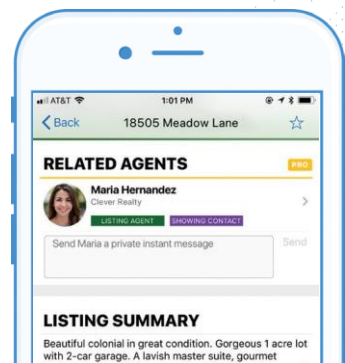 AT&T 1:01 PM
Back 18505 Meadow Lane
RELATED AGENTS PRO
Maria Hernandez
Clever Realty
LISTING AGENT SHOWING CONTACT
Send Maria a private instant message Send
LISTING SUMMARY
Beautiful colonial in great condition. Gorgeous 1 acre lot
with 2-car garage. A lavish master suite, gourmet